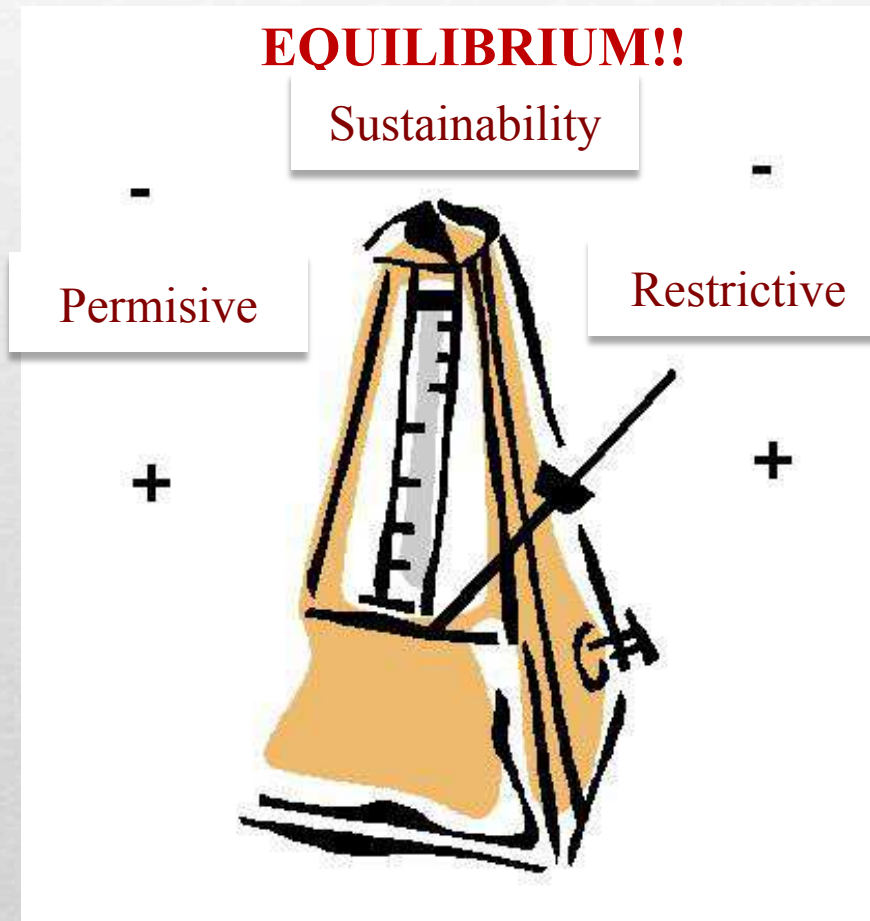 EQUILIBRIUM!!
Sustainability
- -
Permisive Restrictive
+ +